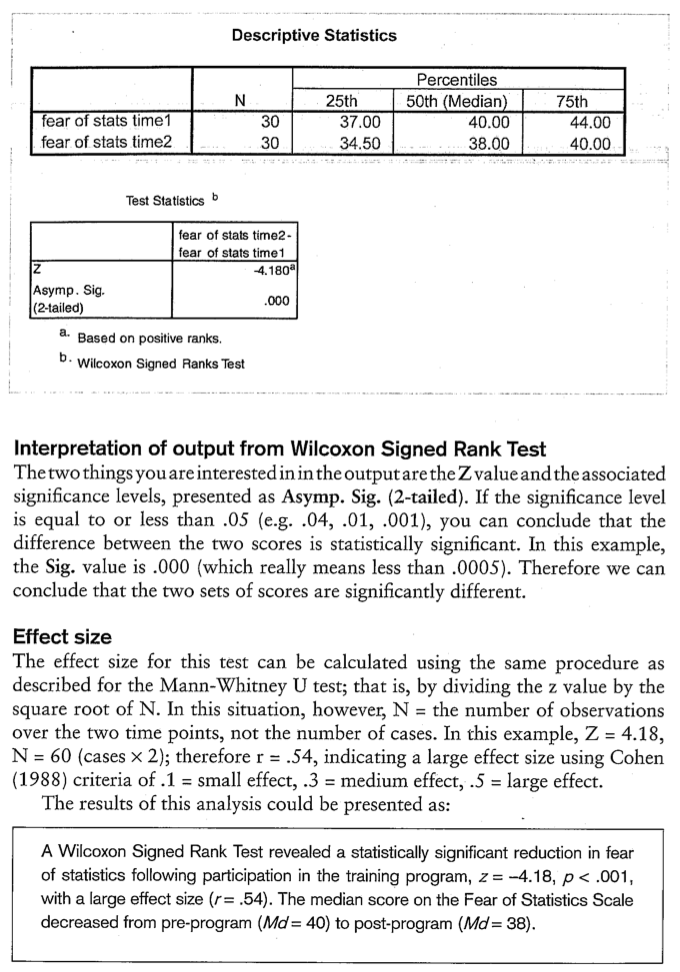 Descriptive Statistics
Percentiles
N 25th 50th (Median) 75th
fear of stats time1 30 37.00 40.00 44.00
fear of stats time2 30 34.50 38.00 40.00
Test Statistics b
fear of stats time2-
fear of stats time1
Z -4.180a
Asymp. Sig.
(2-tailed) .000
a. Based on positive ranks.
b. Wilcoxon Signed Ranks Test
Interpretation of output from Wilcoxon Signed Rank Test
The two things you are interested in in the output are the Z value and the associated
significance levels, presented as Asymp. Sig. (2-tailed). If the significance level
is equal to or less than .05 (e.g. .04, .01, .001), you can conclude that the
difference between the two scores is statistically significant. In this example,
the Sig. value is .000 (which really means less than .0005). Therefore we can
conclude that the two sets of scores are significantly different.
Effect size
The effect size for this test can be calculated using the same procedure as
described for the Mann-Whitney U test; that is, by dividing the z value by the
square root of N. In this situation, however, N = the number of observations
over the two time points, not the number of cases. In this example, Z = 4.18,
N = 60 (cases × 2); therefore r = .54, indicating a large effect size using Cohen
(1988) criteria of .1 = small effect, .3 = medium effect, .5 = large effect.
The results of this analysis could be presented as:
A Wilcoxon Signed Rank Test revealed a statistically significant reduction in fear
of statistics following participation in the training program, z = –4.18, p < .001,
with a large effect size (r = .54). The median score on the Fear of Statistics Scale
decreased from pre-program (Md = 40) to post-program (Md = 38).